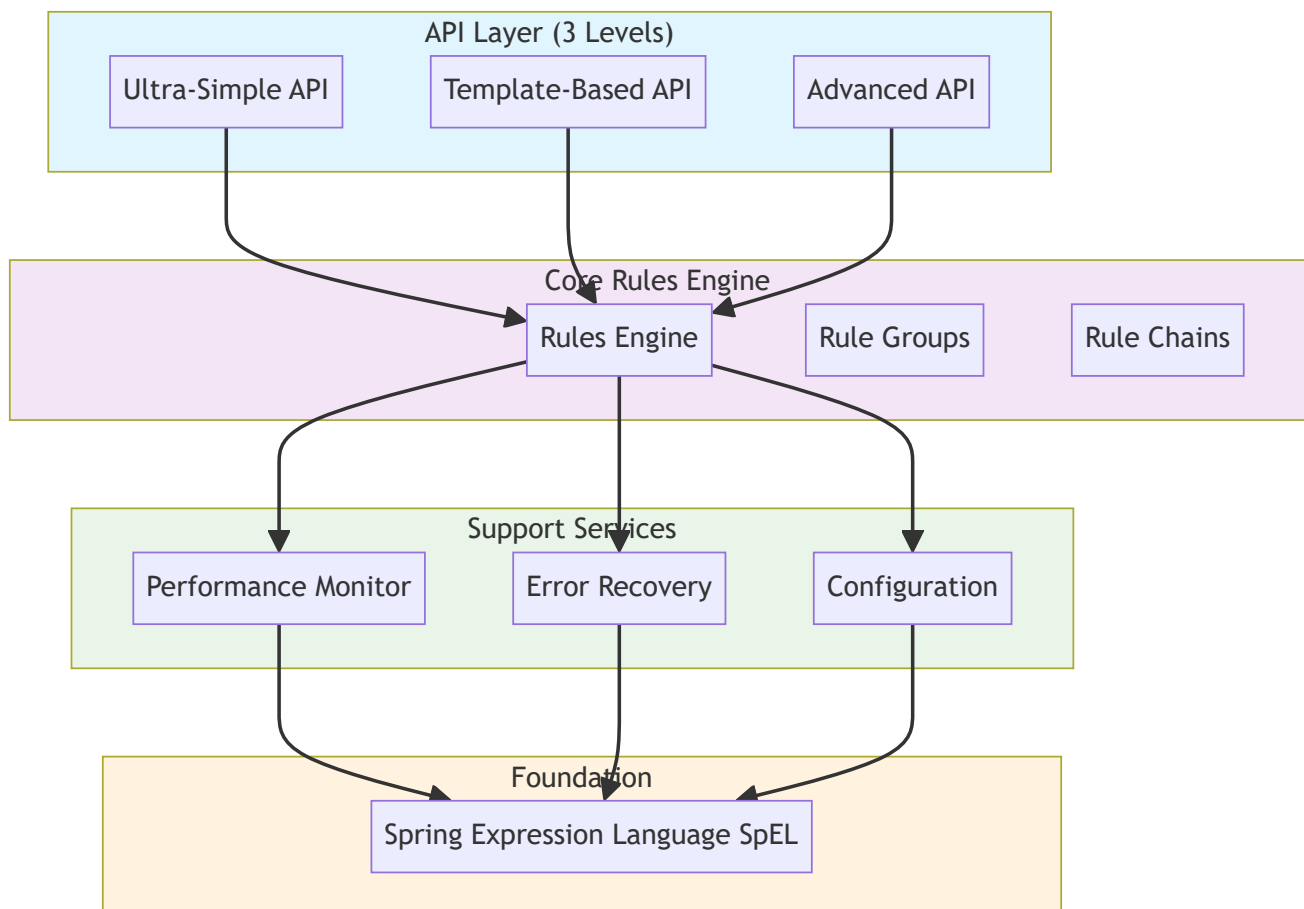 API Layer (3 Levels)
Ultra-Simple API
Template-Based API
Advanced API
Core Rules Engine
Rules Engine
Rule Groups
Rule Chains
Support Services
Performance Monitor
Error Recovery
Configuration
Foundation
Spring Expression Language SpEL